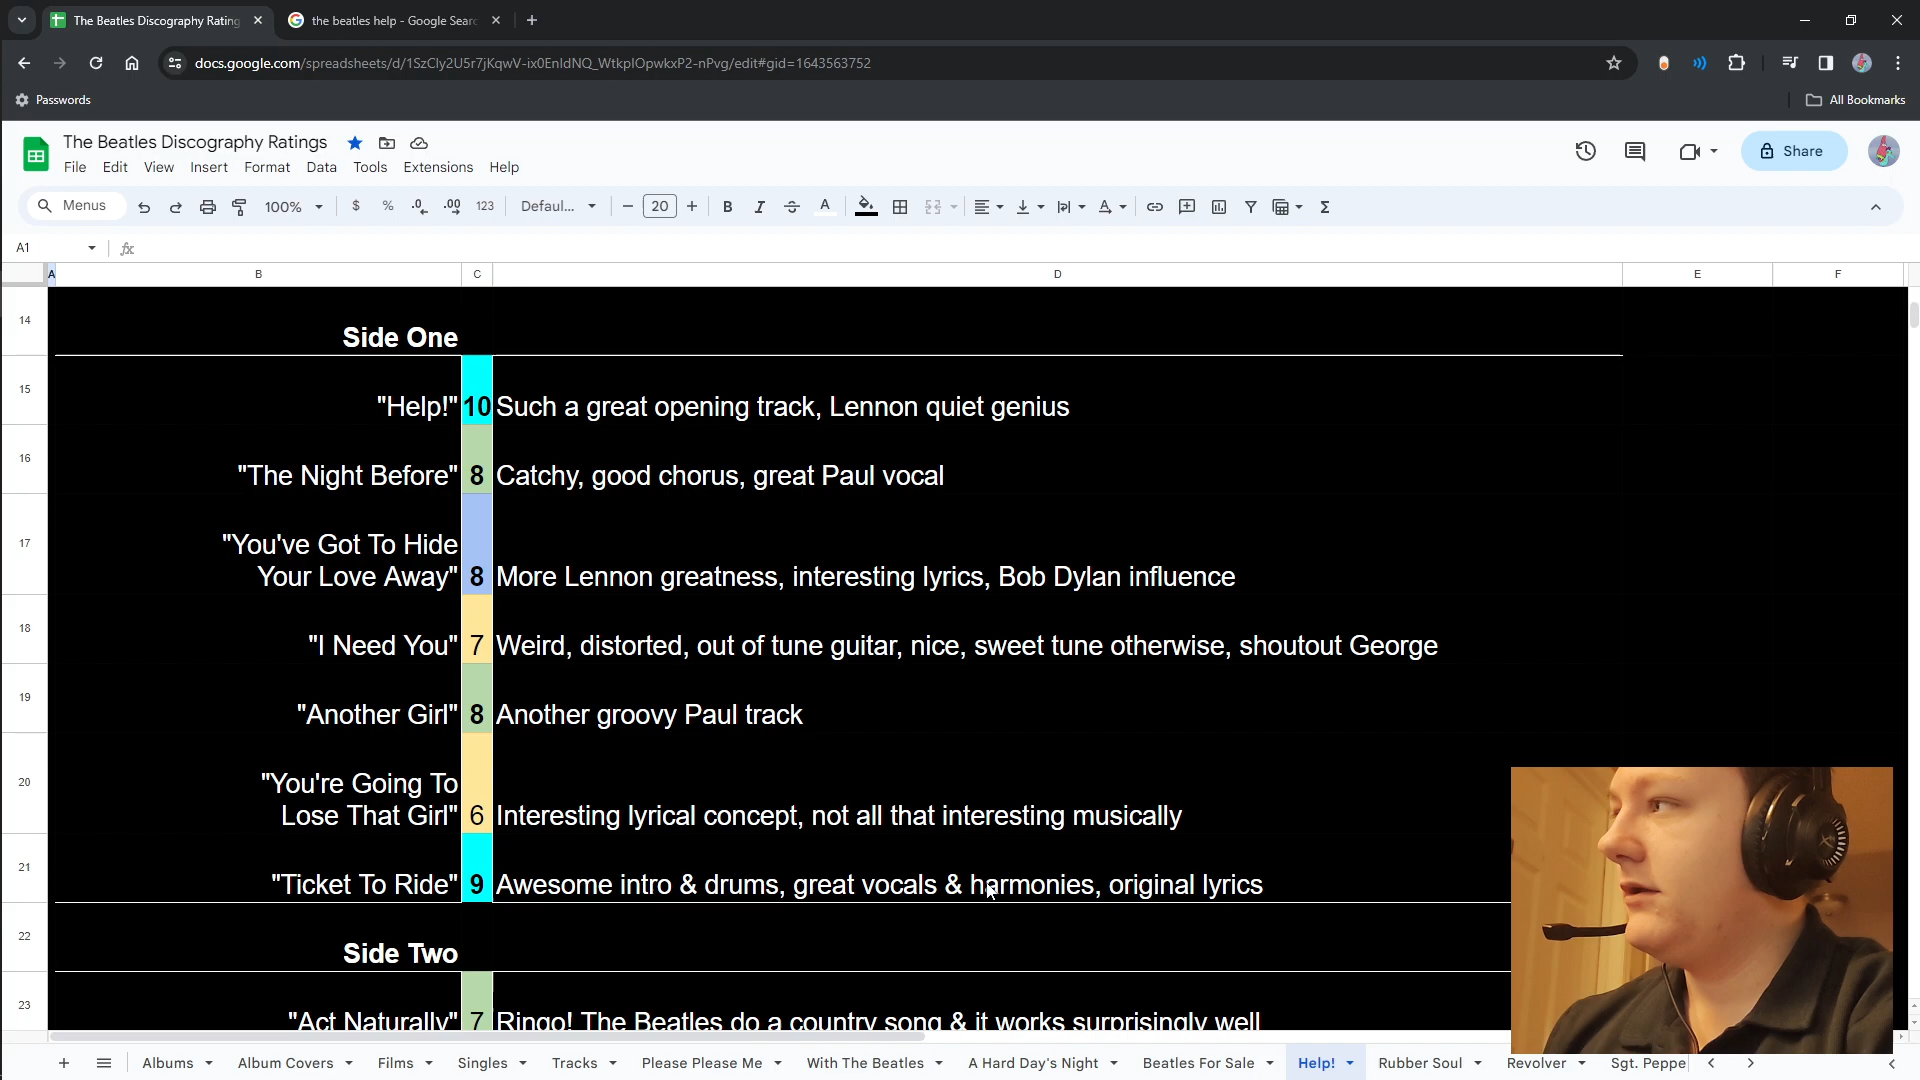 The Beatles Discography Rating
the beatles help - Google Sear
docs.google.com/spreadsheets/d/1SzCly2U5r7jKqwV-ix0EnIdNQ_WtkpIOpwkxP2-nPvg/edit#gid=1643563752
Passwords
All Bookmarks
The Beatles Discography Ratings
File Edit View Insert Format Data Tools Extensions Help
Share
Menus 100% $ % .0 .00 123 Defaul... 20 B I A
A1 fx
A B C D E F
14 Side One
15 "Help!" 10 Such a great opening track, Lennon quiet genius
16 "The Night Before" 8 Catchy, good chorus, great Paul vocal
17 "You've Got To Hide
Your Love Away" 8 More Lennon greatness, interesting lyrics, Bob Dylan influence
18 "I Need You" 7 Weird, distorted, out of tune guitar, nice, sweet tune otherwise, shoutout George
19 "Another Girl" 8 Another groovy Paul track
20 "You're Going To
Lose That Girl" 6 Interesting lyrical concept, not all that interesting musically
21 "Ticket To Ride" 9 Awesome intro & drums, great vocals & harmonies, original lyrics
22 Side Two
23 "Act Naturally" 7 Ringo! The Beatles do a country song & it works surprisingly well
Albums Album Covers Films Singles Tracks Please Please Me With The Beatles A Hard Day's Night Beatles For Sale Help! Rubber Soul Revolver Sgt. Peppe